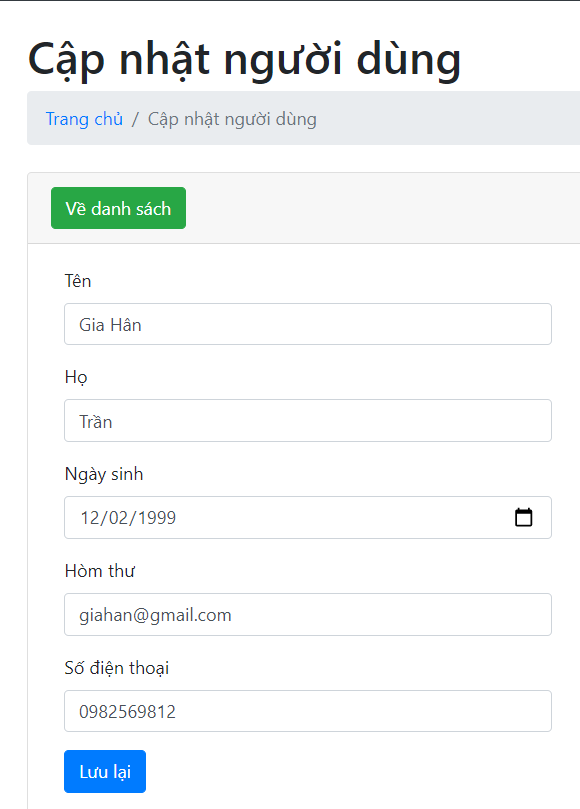 Cập nhật người dùng
Trang chủ / Cập nhật người dùng
Về danh sách
Tên
Gia Hân
Họ
Trần
Ngày sinh
12/02/1999
Hòm thư
giahan@gmail.com
Số điện thoại
0982569812
Lưu lại